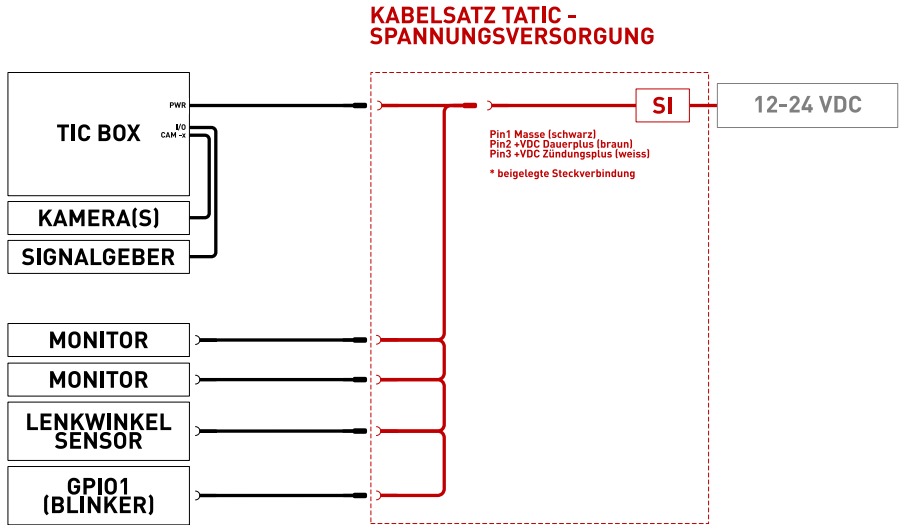 KABELSATZ TATIC -
SPANNUNGSVERSORGUNG
TIC BOX
PWR
I/O
CAM -x
SI
12-24 VDC
Pin1 Masse (schwarz)
Pin2 +VDC Dauerplus (braun)
Pin3 +VDC Zündungsplus (weiss)
* beigelegte Steckverbindung
KAMERA(S)
SIGNALGEBER
MONITOR
MONITOR
LENKWINKEL
SENSOR
GPIO1
(BLINKER)